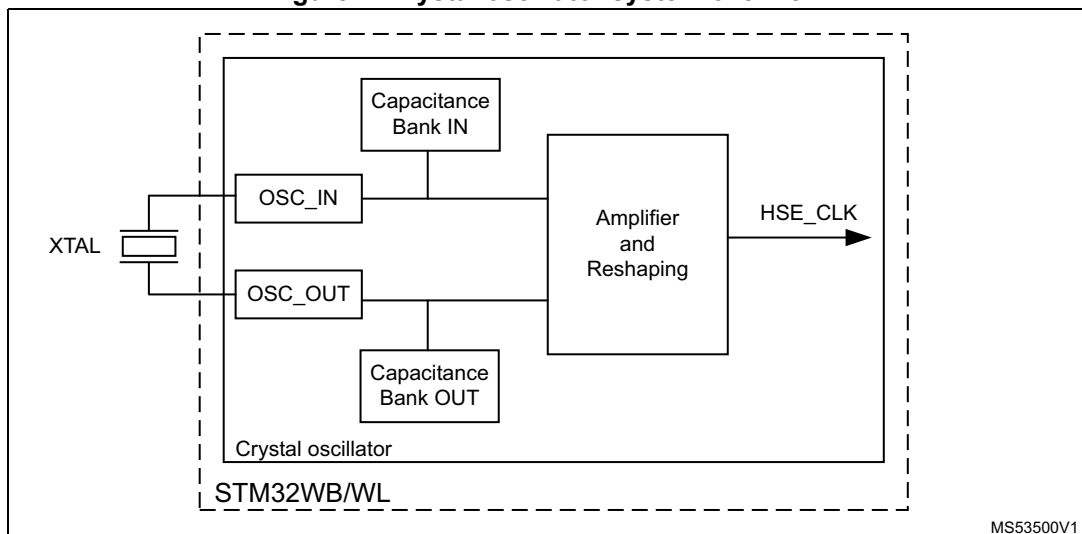 Capacitance
Bank IN
OSC_IN
HSE_CLK
Amplifier
and
Reshaping
XTAL
OSC_OUT
Capacitance
Bank OUT
Crystal oscillator
STM32WB/WL
MS53500V1